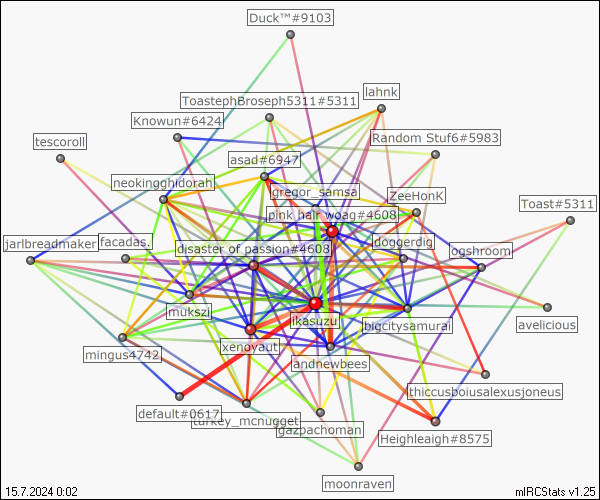 Duck™#9103
lahnk
ToastephBroseph5311#5311
Knowun#6424
Random Stuf6#5983
tescoroll
asad#6947
neokingghidorah
gregor_samsa
ZeeHonK
Toast#5311
pink hair woag#4608
jarlbreadmaker
facadas.
disaster of passion#4608
doggerdig
ogshroom
mukszi
ikasuzu
bigcitysamurai
avelicious
xenoyaut
mingus4742
andnewbees
thiccusboiusalexusjoneus
default#0617
turkey_mcnugget
gazpachoman
Heighleaigh#8575
moonraven
15.7.2024 0:02
mIRCStats v1.25